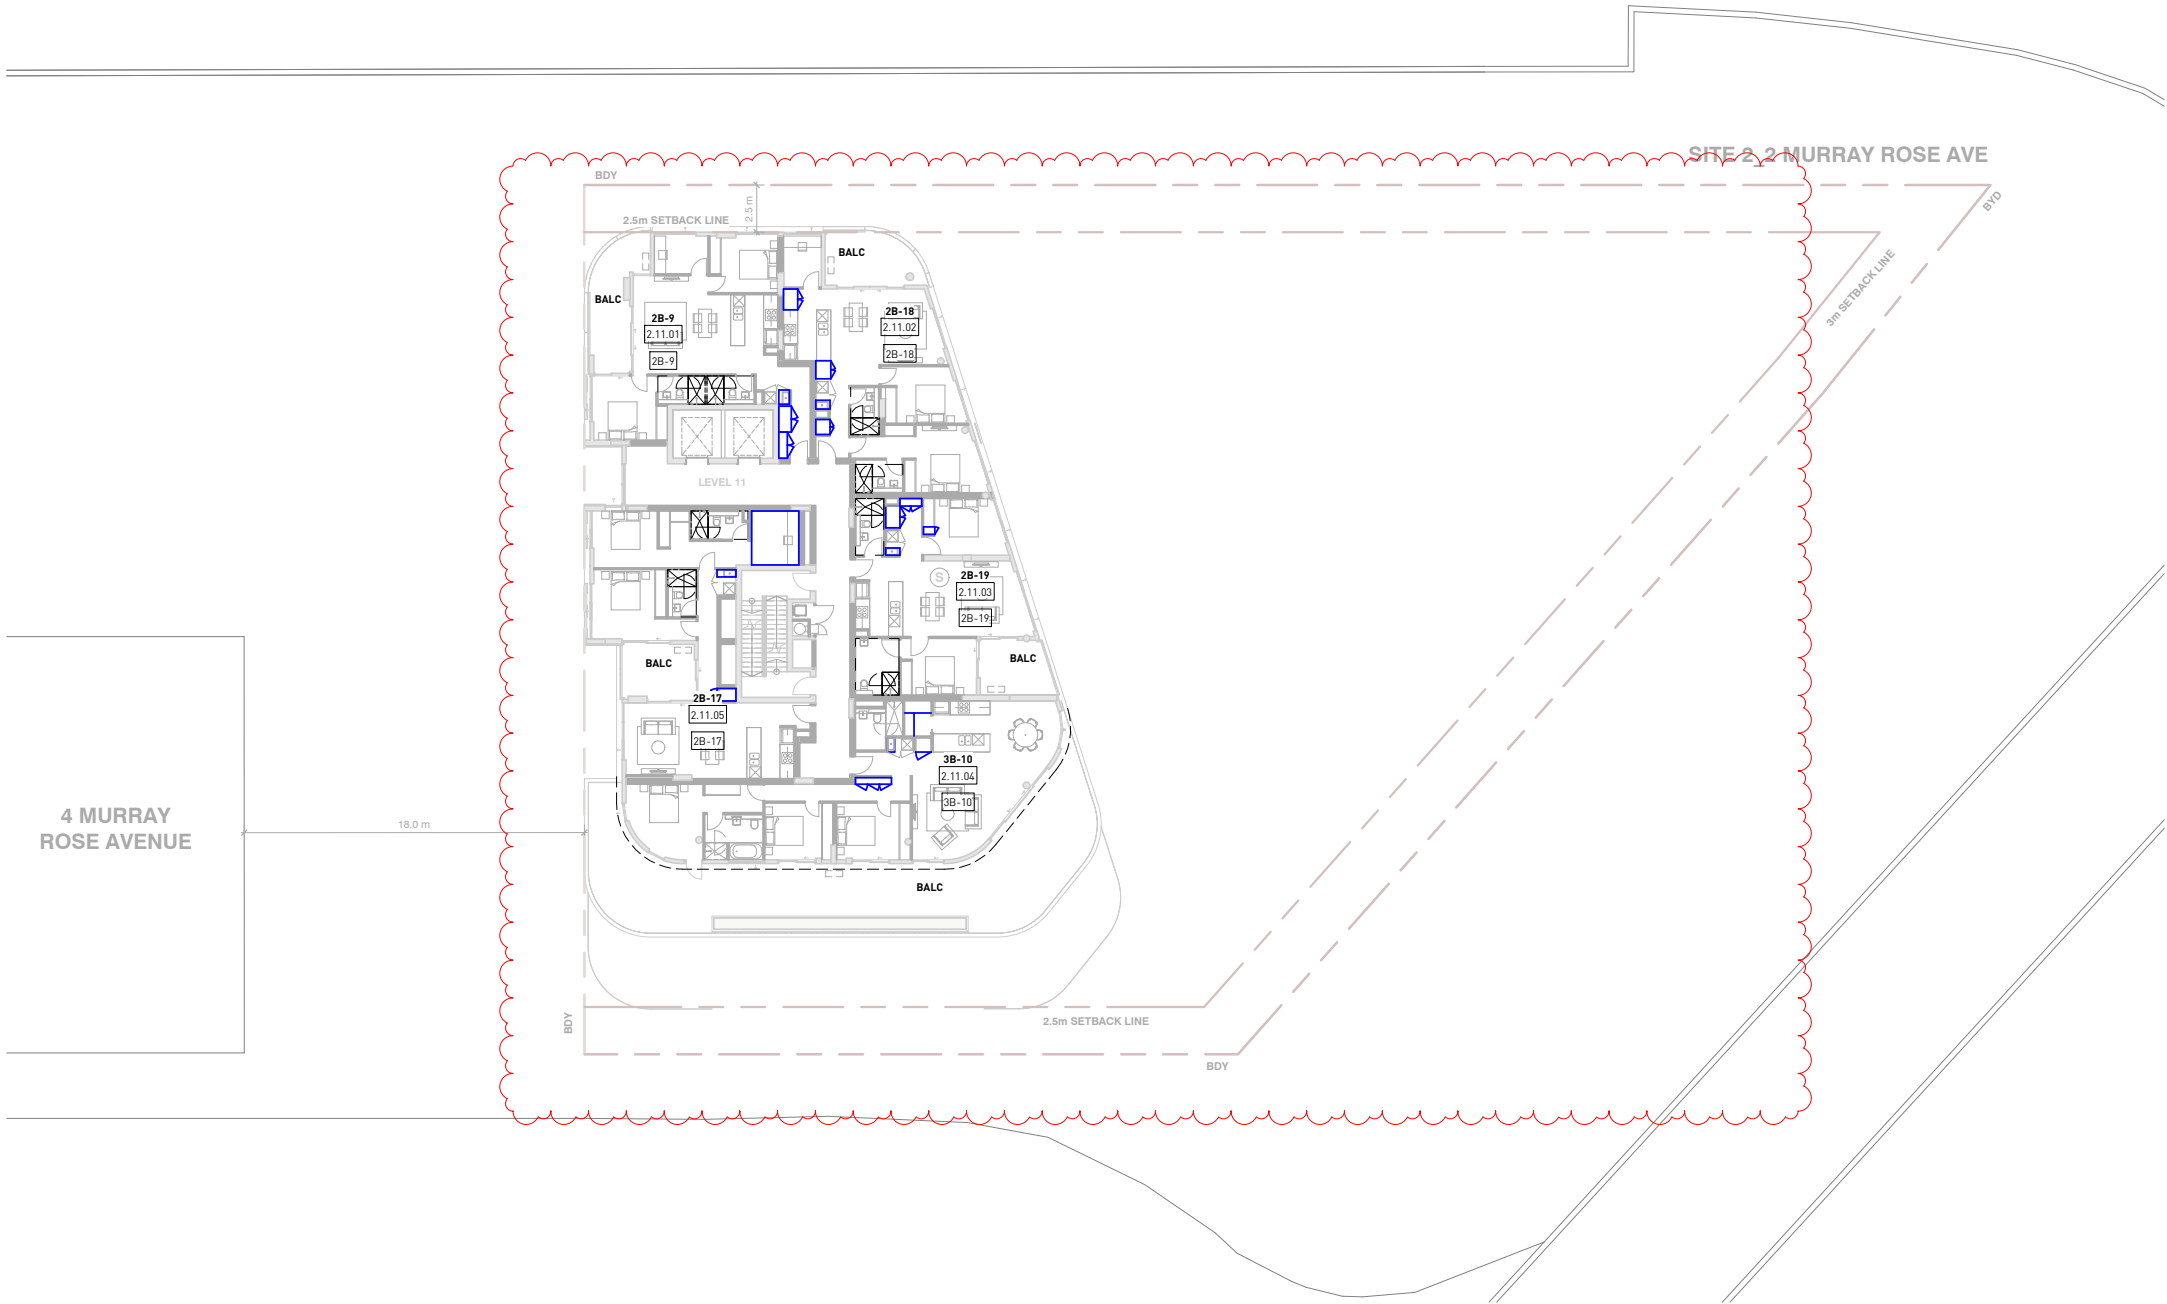 SITE 2, 2 MURRAY ROSE AVE
BDY
BYD
2.5 m
2.5m SETBACK LINE
3m SETBACK LINE
BALC
BALC
2B-9
2.11.01
2B-9
2B-18
2.11.02
2B-18
LEVEL 11
S
2B-19
2.11.03
2B-19
BALC
BALC
2B-17
2.11.05
2B-17
3B-10
2.11.04
3B-10
4 MURRAY
ROSE AVENUE
18.0 m
BALC
BDY
2.5m SETBACK LINE
BDY